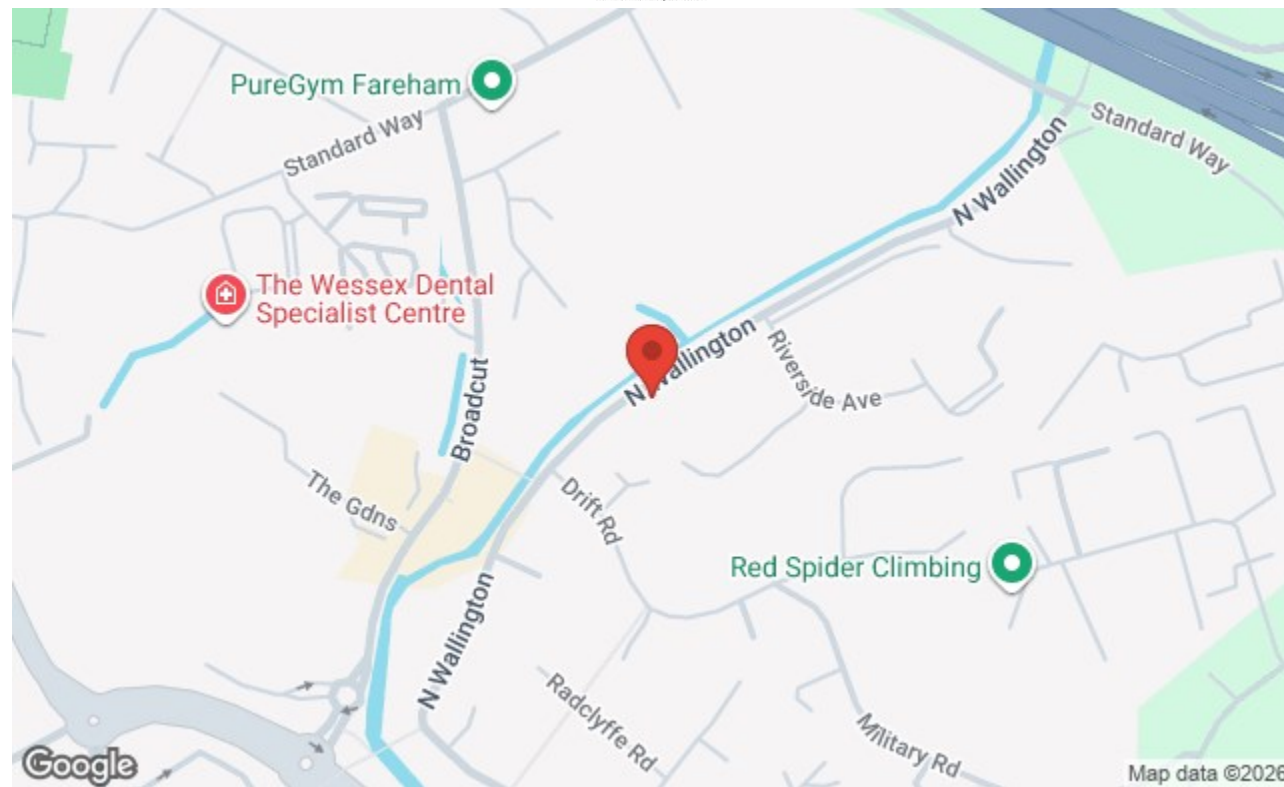 PureGym Fareham
Standard Way
Standard Way
N Wallington
The Wessex Dental
Specialist Centre
N Wallington
Riverside Ave
Broadcut
The Gdns
Drift Rd
Red Spider Climbing
N Wallington
Radclyffe Rd
Military Rd
Google
Map data ©2026